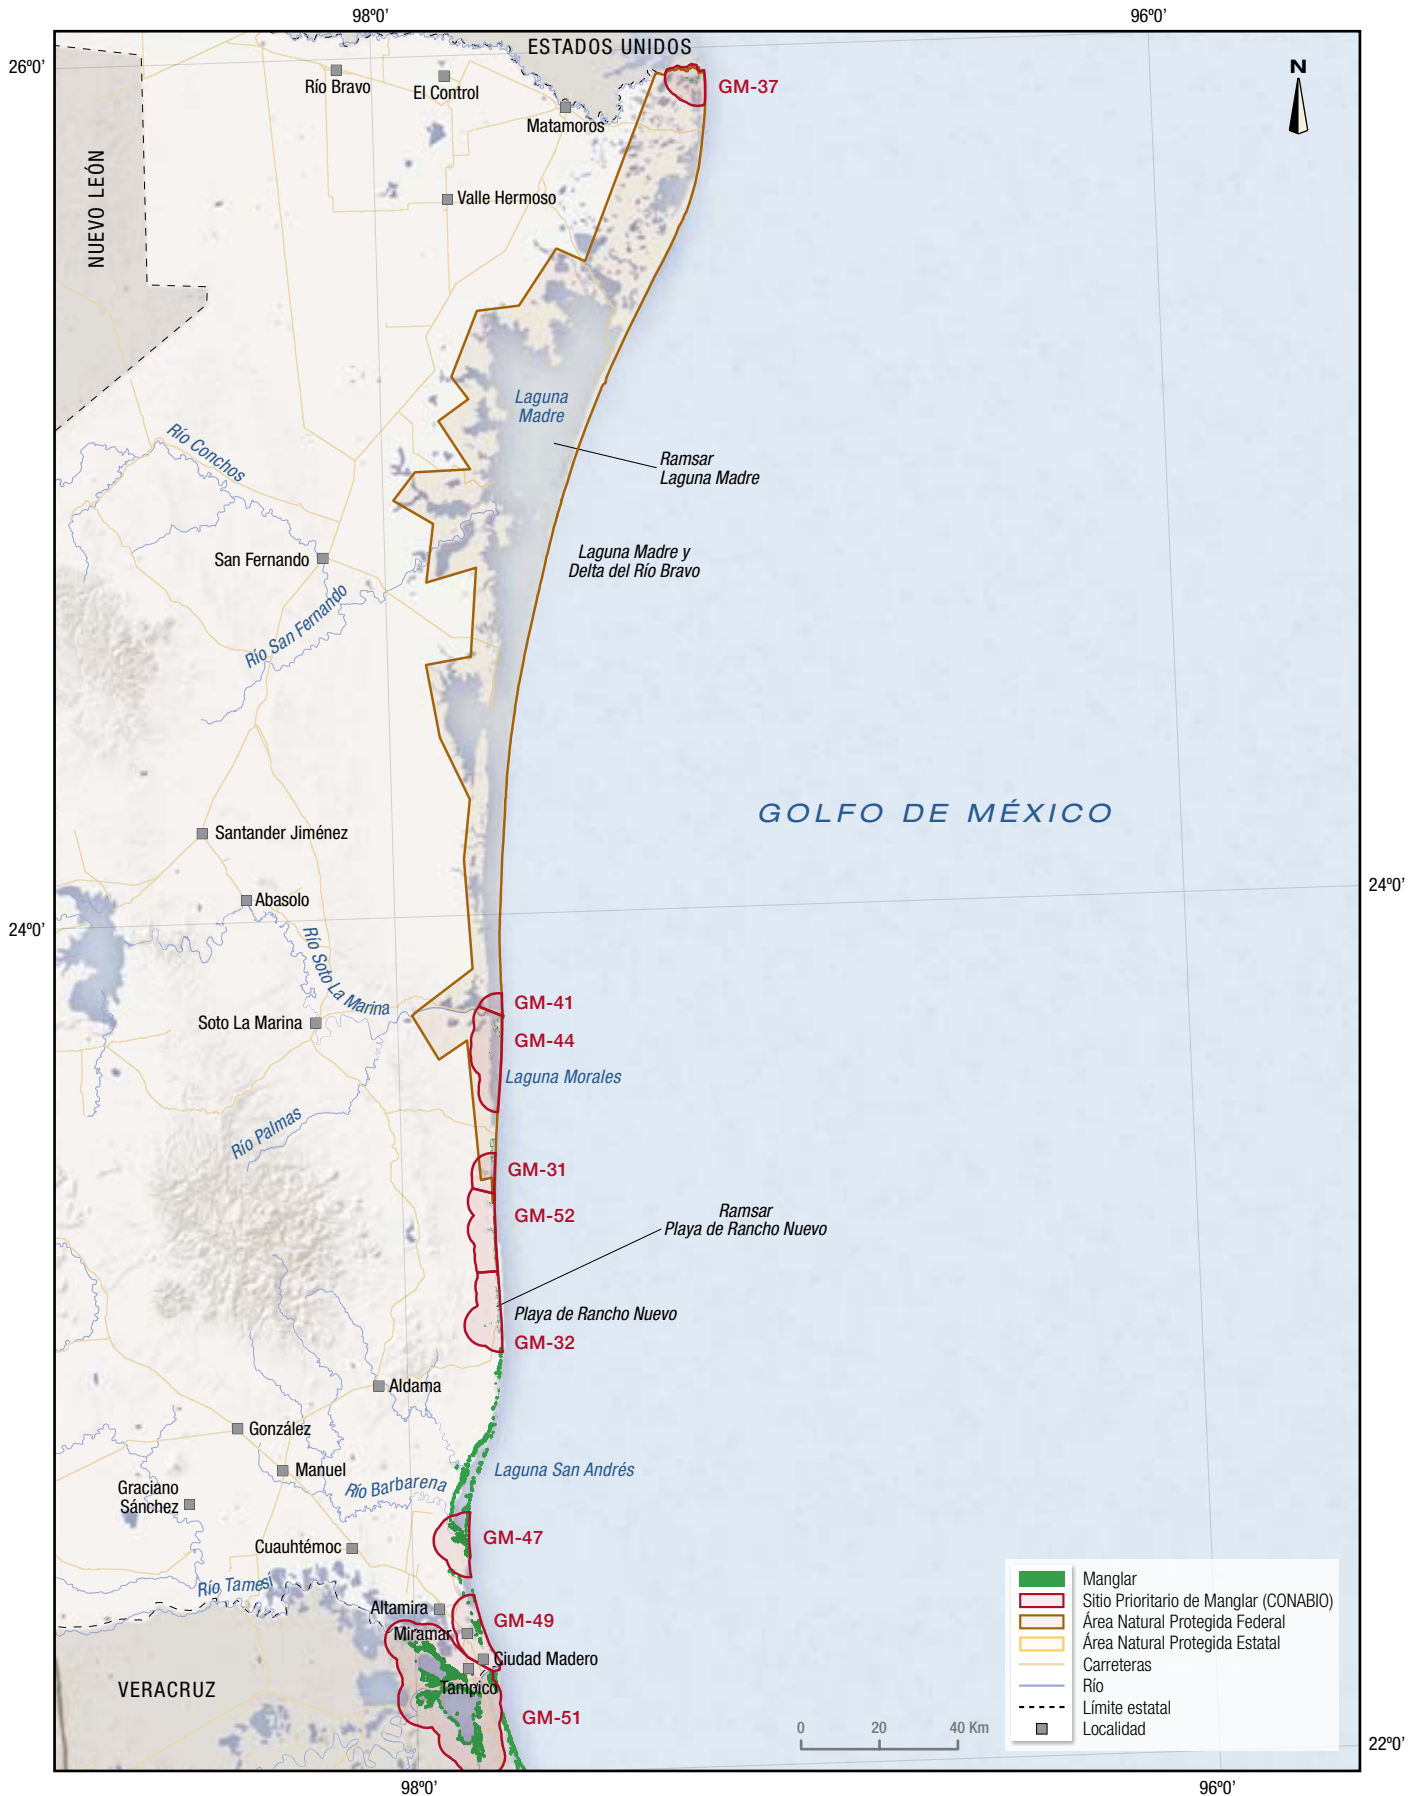 98º0'
96º0'
26º0'
ESTADOS UNIDOS
N
Río Bravo
El Control
GM-37
Matamoros
NUEVO LEÓN
Valle Hermoso
Laguna
Madre
Río Conchos
Ramsar
Laguna Madre
San Fernando
Laguna Madre y
Delta del Río Bravo
Río San Fernando
GOLFO DE MÉXICO
Santander Jiménez
24º0'
Abasolo
24º0'
Río Soto La Marina
GM-41
Soto La Marina
GM-44
Laguna Morales
Río Palmas
GM-31
Ramsar
Playa de Rancho Nuevo
GM-52
Playa de Rancho Nuevo
GM-32
Aldama
González
Manuel
Laguna San Andrés
Graciano
Sánchez
Río Barbarena
GM-47
Cuauhtémoc
Río Tamesí
Altamira
GM-49
Miramar
Ciudad Madero
Tampico
VERACRUZ
GM-51
Manglar
Sitio Prioritario de Manglar (CONABIO)
Área Natural Protegida Federal
Área Natural Protegida Estatal
Carreteras
Río
Límite estatal
Localidad
0 20 40 Km
22º0'
98º0'
96º0'